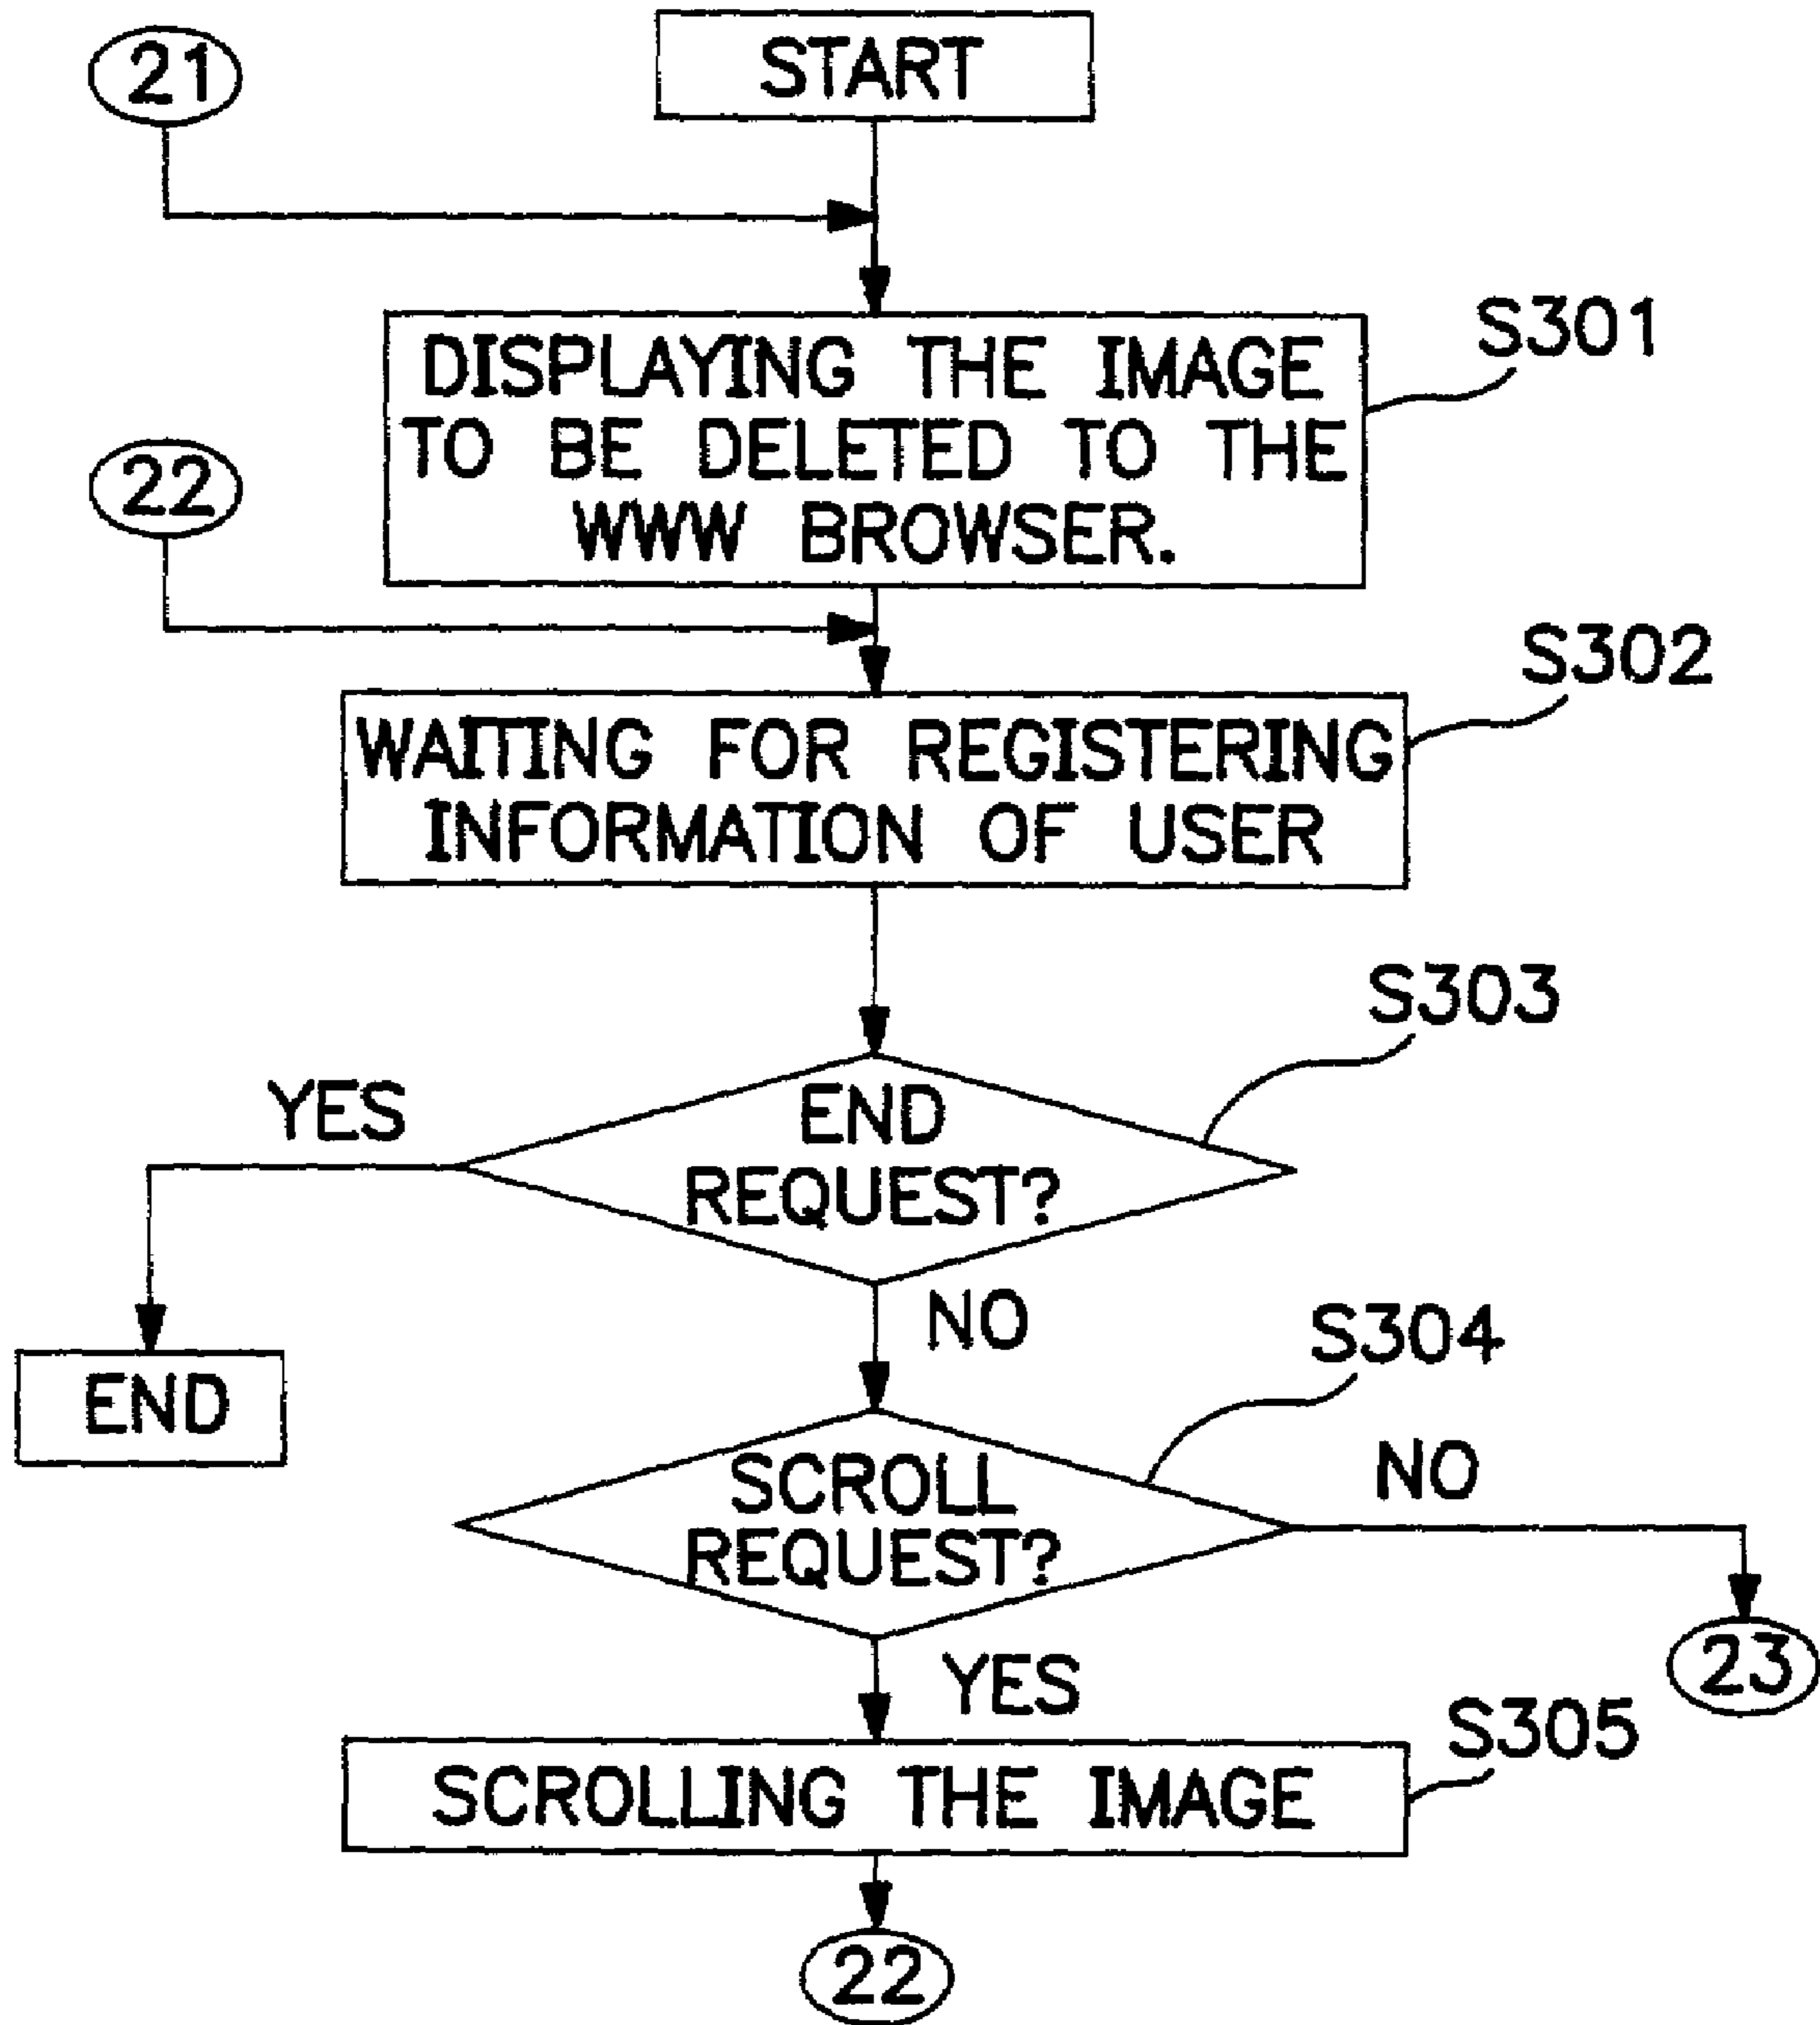 START
21
DISPLAYING THE IMAGE
TO BE DELETED TO THE
WWW BROWSER.
S301
22
S302
WAITING FOR REGISTERING
INFORMATION OF USER
S303
YES
END
REQUEST?
NO
END
S304
SCROLL
REQUEST?
NO
23
YES
S305
SCROLLING THE IMAGE
22